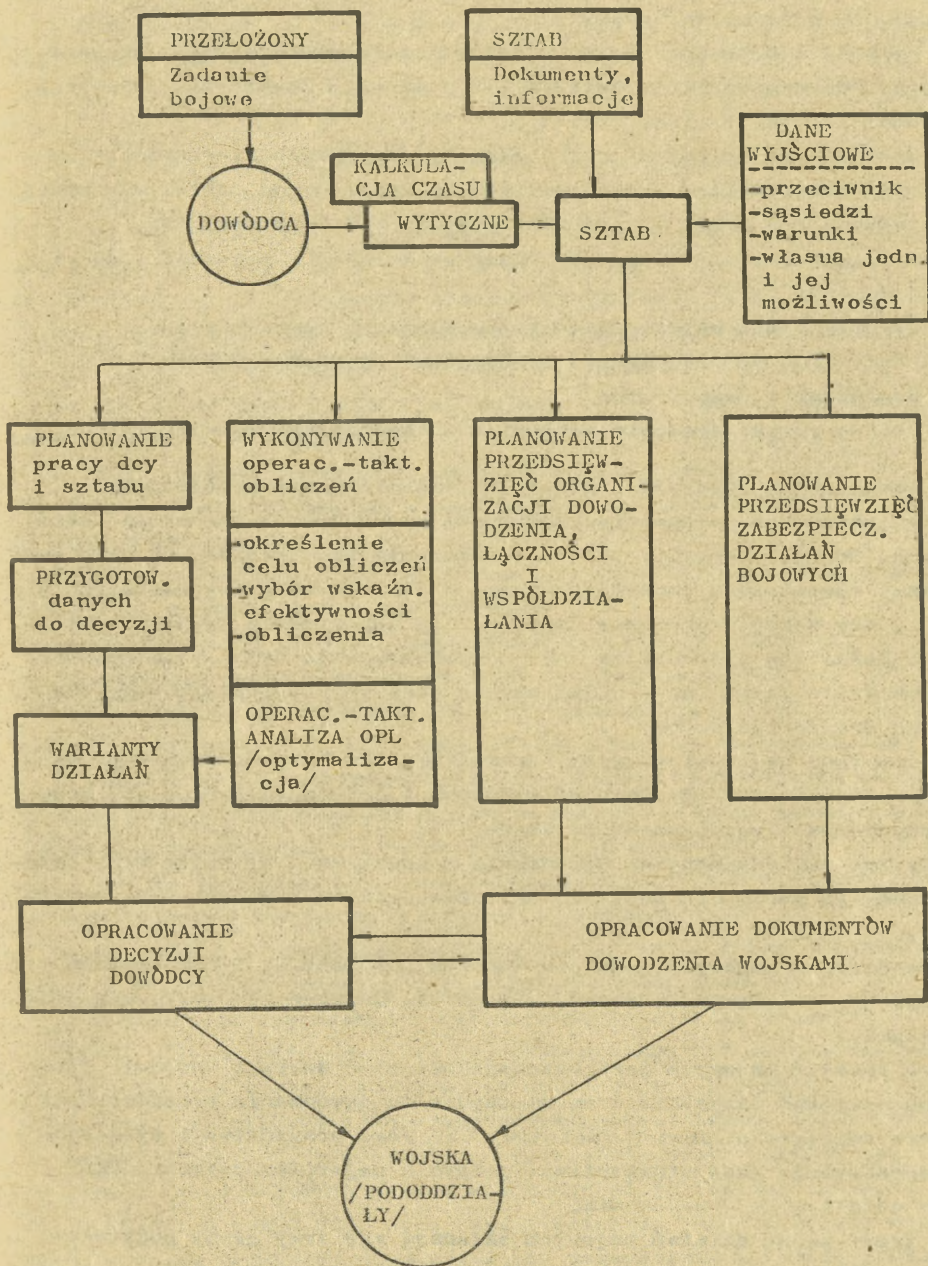 PRZEŁOŻONY
Zadanie
bojowe
SZTAB
Dokumenty,
informacje
DOWÒDCA
KALKULA-
CJA CZASU
WYTYCZNE
SZTAB
DANE
WYJŚCIOWE
-przeciwnik
-sąsiedzi
-warunki
-własna jedn.
i jej
możliwości
PLANOWANIE
pracy dcy
i sztabu
PRZYGOTOW.
danych
do decyzji
WARIANTY
DZIAŁAŃ
WYKONYWANIE
operac.-takt.
obliczeń
-określenie
celu obliczeń
-wybór wskaźn.
efektywności
-obliczenia
OPERAC.-TAKT.
ANALIZA OPL
/optymaliza-
cja/
PLANOWANIE
PRZEDSIĘW-
ZIĘĆ ORGANI-
ZACJI DOWO-
DZENIA,
ŁĄCZNOŚCI
I
WSPÒŁDZIA-
ŁANIA
PLANOWANIE
PRZEDSIĘWZIĘĆ
ZABEZPIECZ.
DZIAŁAŃ
BOJOWYCH
OPRACOWANIE
DECYZJI
DOWÒDCY
OPRACOWANIE DOKUMENTÒW
DOWODZENIA WOJSKAMI
WOJSKA
/PODODDZIA-
ŁY/